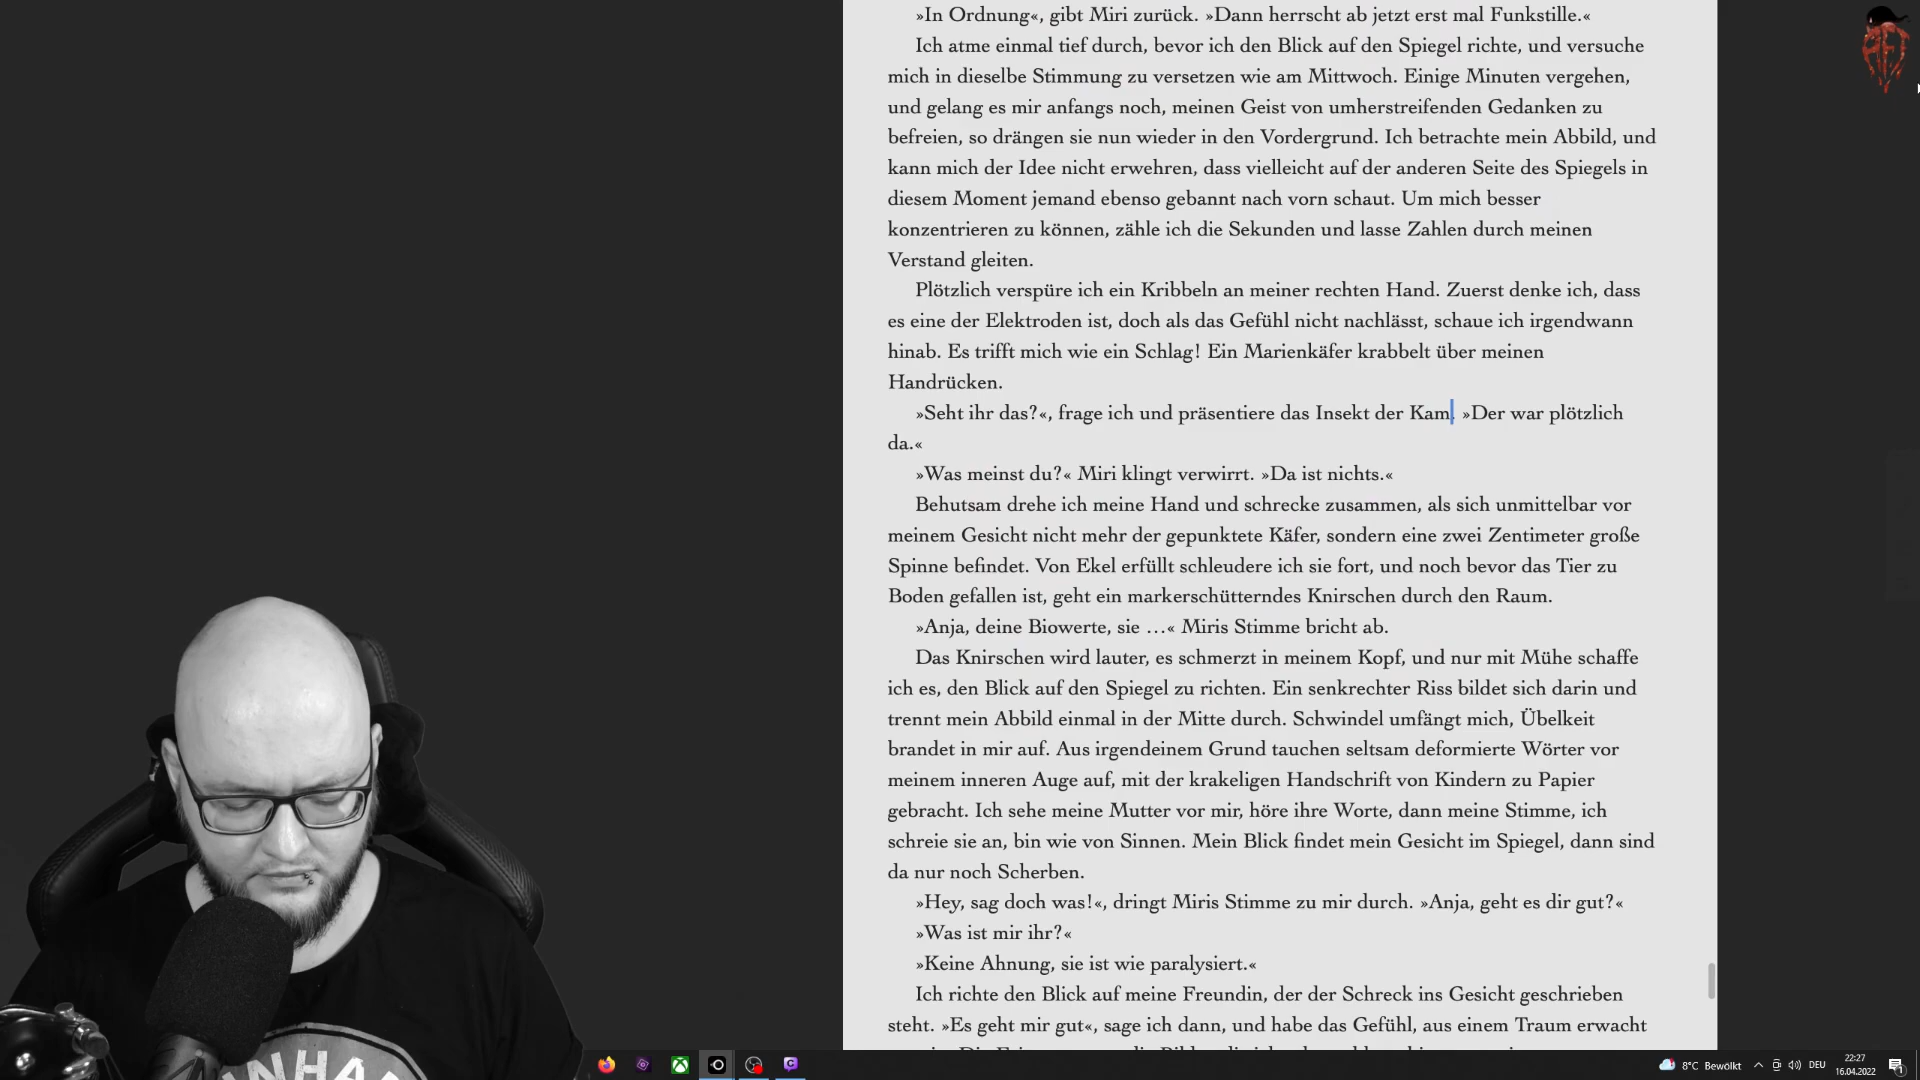 »In Ordnung«, gibt Miri zurück. »Dann herrscht ab jetzt erst mal Funkstille.«
Ich atme einmal tief durch, bevor ich den Blick auf den Spiegel richte, und versuche
mich in dieselbe Stimmung zu versetzen wie am Mittwoch. Einige Minuten vergehen,
und gelang es mir anfangs noch, meinen Geist von umherstreifenden Gedanken zu
befreien, so drängen sie nun wieder in den Vordergrund. Ich betrachte mein Abbild, und
kann mich der Idee nicht erwehren, dass vielleicht auf der anderen Seite des Spiegels in
diesem Moment jemand ebenso gebannt nach vorn schaut. Um mich besser
konzentrieren zu können, zähle ich die Sekunden und lasse Zahlen durch meinen
Verstand gleiten.
Plötzlich verspüre ich ein Kribbeln an meiner rechten Hand. Zuerst denke ich, dass
es eine der Elektroden ist, doch als das Gefühl nicht nachlässt, schaue ich irgendwann
hinab. Es trifft mich wie ein Schlag! Ein Marienkäfer krabbelt über meinen
Handrücken.
»Seht ihr das?«, frage ich und präsentiere das Insekt der Kam. »Der war plötzlich
da.«
»Was meinst du?« Miri klingt verwirrt. »Da ist nichts.«
Behutsam drehe ich meine Hand und schrecke zusammen, als sich unmittelbar vor
meinem Gesicht nicht mehr der gepunktete Käfer, sondern eine zwei Zentimeter große
Spinne befindet. Von Ekel erfüllt schleudere ich sie fort, und noch bevor das Tier zu
Boden gefallen ist, geht ein markerschütterndes Knirschen durch den Raum.
»Anja, deine Biowerte, sie …« Miris Stimme bricht ab.
Das Knirschen wird lauter, es schmerzt in meinem Kopf, und nur mit Mühe schaffe
ich es, den Blick auf den Spiegel zu richten. Ein senkrechter Riss bildet sich darin und
trennt mein Abbild einmal in der Mitte durch. Schwindel umfängt mich, Übelkeit
brandet in mir auf. Aus irgendeinem Grund tauchen seltsam deformierte Wörter vor
meinem inneren Auge auf, mit der krakeligen Handschrift von Kindern zu Papier
gebracht. Ich sehe meine Mutter vor mir, höre ihre Worte, dann meine Stimme, ich
schreie sie an, bin wie von Sinnen. Mein Blick findet mein Gesicht im Spiegel, dann sind
da nur noch Scherben.
»Hey, sag doch was!«, dringt Miris Stimme zu mir durch. »Anja, geht es dir gut?«
»Was ist mir ihr?«
»Keine Ahnung, sie ist wie paralysiert.«
Ich richte den Blick auf meine Freundin, der der Schreck ins Gesicht geschrieben
steht. »Es geht mir gut«, sage ich dann, und habe das Gefühl, aus einem Traum erwacht
8°C Bewölkt
DEU
22:27
16.04.2022